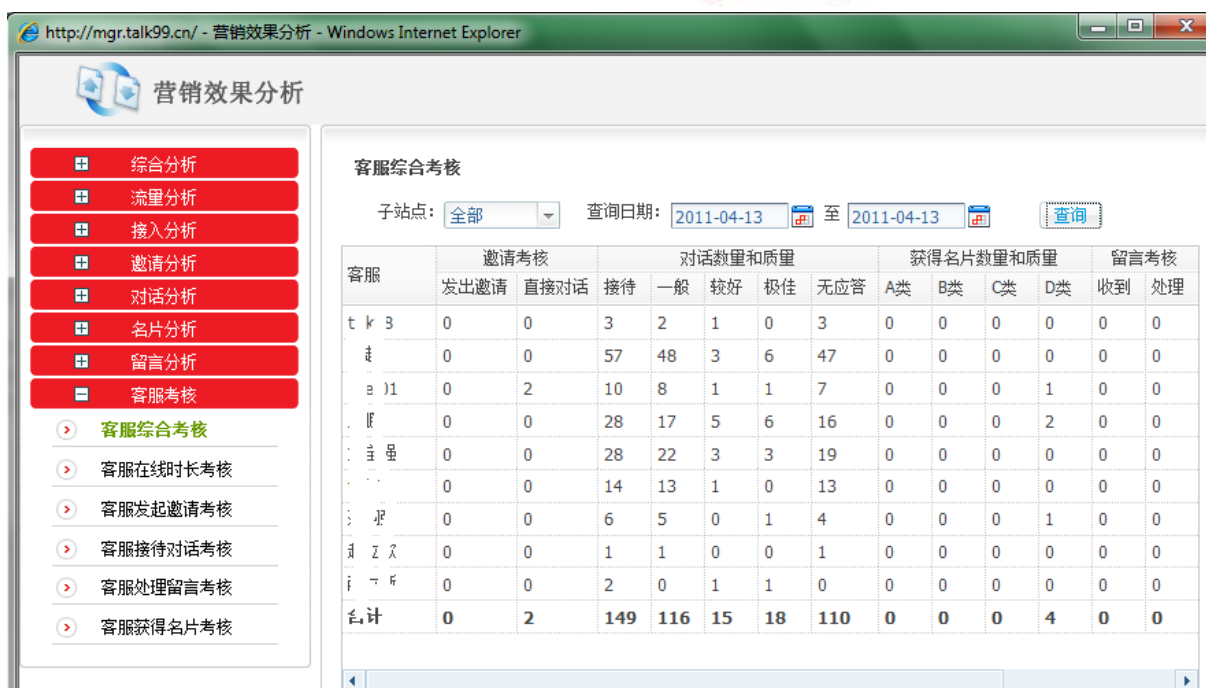 http://mgr.talk99.cn/ - 营销效果分析 - Windows Internet Explorer
营销效果分析
综合分析
流量分析
接入分析
邀请分析
对话分析
名片分析
留言分析
客服考核
客服综合考核
客服在线时长考核
客服发起邀请考核
客服接待对话考核
客服处理留言考核
客服获得名片考核
客服综合考核
子站点: 全部 查询日期: 2011-04-13 至 2011-04-13 查询
客服 邀请考核 对话数量和质量 获得名片数量和质量 留言考核
发出邀请 直接对话 接待 一般 较好 极佳 无应答 A类 B类 C类 D类 收到 处理
0 0 3 2 1 0 3 0 0 0 0 0 0
0 0 57 48 3 6 47 0 0 0 0 0 0
0 2 10 8 1 1 7 0 0 0 1 0 0
0 0 28 17 5 6 16 0 0 0 2 0 0
0 0 28 22 3 3 19 0 0 0 0 0 0
0 0 14 13 1 0 13 0 0 0 0 0 0
0 0 6 5 0 1 4 0 0 0 1 0 0
0 0 1 1 0 0 1 0 0 0 0 0 0
0 0 2 0 1 1 0 0 0 0 0 0 0
合计 0 2 149 116 15 18 110 0 0 0 4 0 0